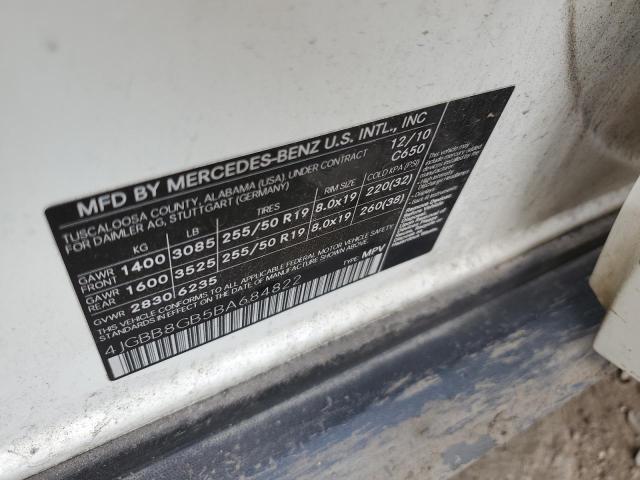 MFD BY MERCEDES-BENZ U.S. INTL., INC 12/10
TUSCALOOSA COUNTY, ALABAMA (USA), UNDER CONTRACT C650
FOR DAIMLER AG, STUTTGART (GERMANY)
KG LB TIRES RIM SIZE COLD KPA (PSI)
GAWR FRONT 1400 3085 255/50 R19 8.0x19 220(32)
GAWR REAR 1600 3525 255/50 R19 8.0x19 260(38)
GVWR 2830 6235
THIS VEHICLE CONFORMS TO ALL APPLICABLE FEDERAL MOTOR VEHICLE SAFETY
STANDARDS IN EFFECT ON THE DATE OF MANUFACTURE SHOWN ABOVE.
4JGBB8GB5BA684822 TYPE: MPV